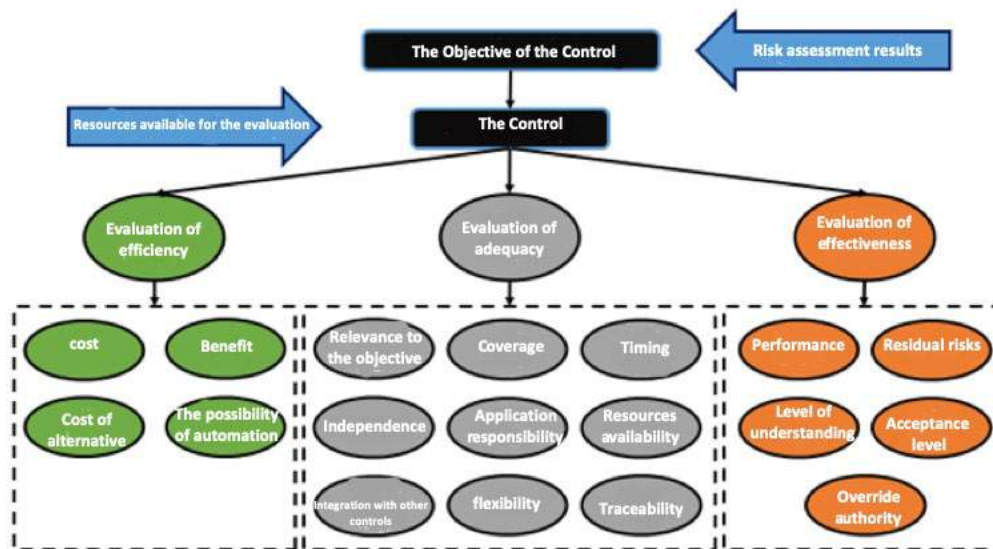 The Objective of the Control
Risk assessment results
Resources available for the evaluation
The Control
Evaluation of
efficiency
Evaluation of
adequacy
Evaluation of
effectiveness
cost
Benefit
Cost of
alternative
The possibility
of automation
Relevance to
the objective
Coverage
Timing
Independence
Application
responsibility
Resources
availability
Integration with other
controls
flexibility
Traceability
Performance
Residual risks
Level of
understanding
Acceptance
level
Override
authority